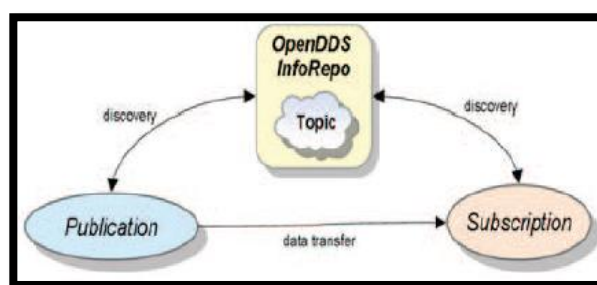 OpenDDS
InfoRepo
discovery
discovery
Topic
Publication
Subscription
data transfer